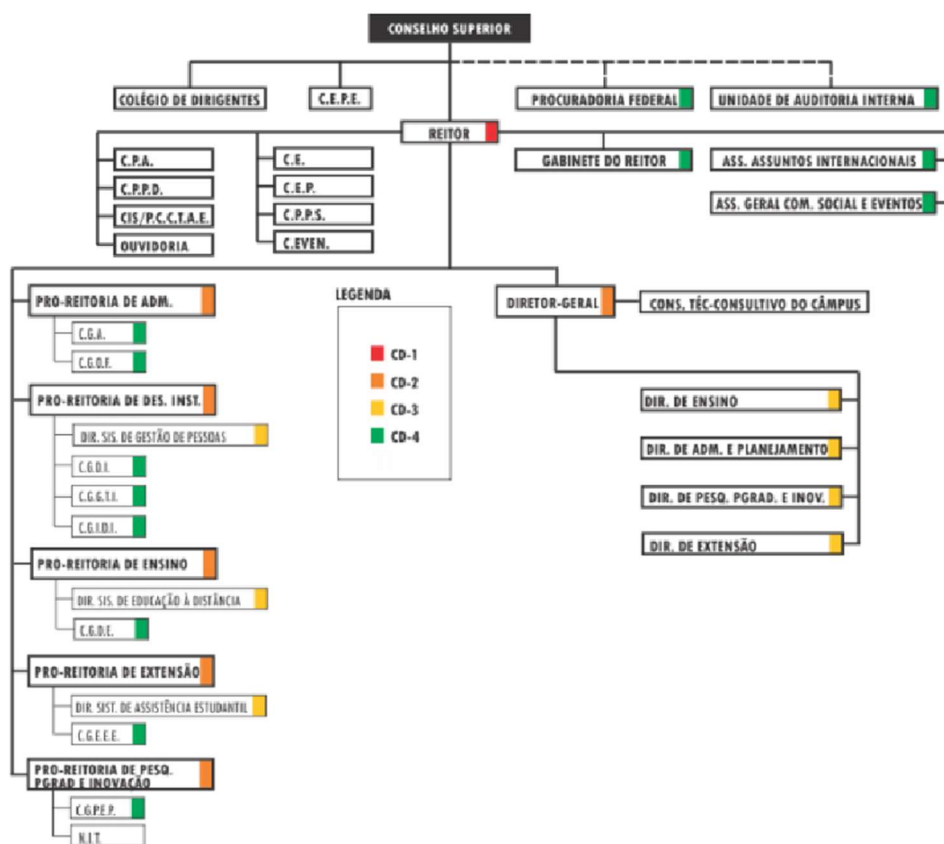 CONSELHO SUPERIOR
COLÉGIO DE DIRIGENTES
C.E.P.E.
PROCURADORIA FEDERAL
UNIDADE DE AUDITORIA INTERNA
REITOR
C.P.A.
C.P.P.D.
CIS/P.C.C.T.A.E.
OUVIDORIA
C.E.
C.E.P.
C.P.P.S.
C.EVEN.
GABINETE DO REITOR
ASS. ASSUNTOS INTERNACIONAIS
ASS. GERAL COM. SOCIAL E EVENTOS
PRO-REITORIA DE ADM.
C.G.A.
C.G.O.F.
PRO-REITORIA DE DES. INST.
DIR. SIS. DE GESTÃO DE PESSOAS
C.G.D.I.
C.G.G.T.I.
C.G.I.D.I.
PRO-REITORIA DE ENSINO
DIR. SIS. DE EDUCAÇÃO À DISTÂNCIA
C.G.D.E.
PRO-REITORIA DE EXTENSÃO
DIR. SIST. DE ASSISTÊNCIA ESTUDANTIL
C.G.E.E.E.
PRO-REITORIA DE PESQ.
PGRAD E INOVAÇÃO
C.G.P.E.P.
N.I.T.
LEGENDA
CD-1
CD-2
CD-3
CD-4
DIRETOR-GERAL
CONS. TÉC-CONSULTIVO DO CÂMPUS
DIR. DE ENSINO
DIR. DE ADM. E PLANEJAMENTO
DIR. DE PESQ. PGRAD. E INOV.
DIR. DE EXTENSÃO